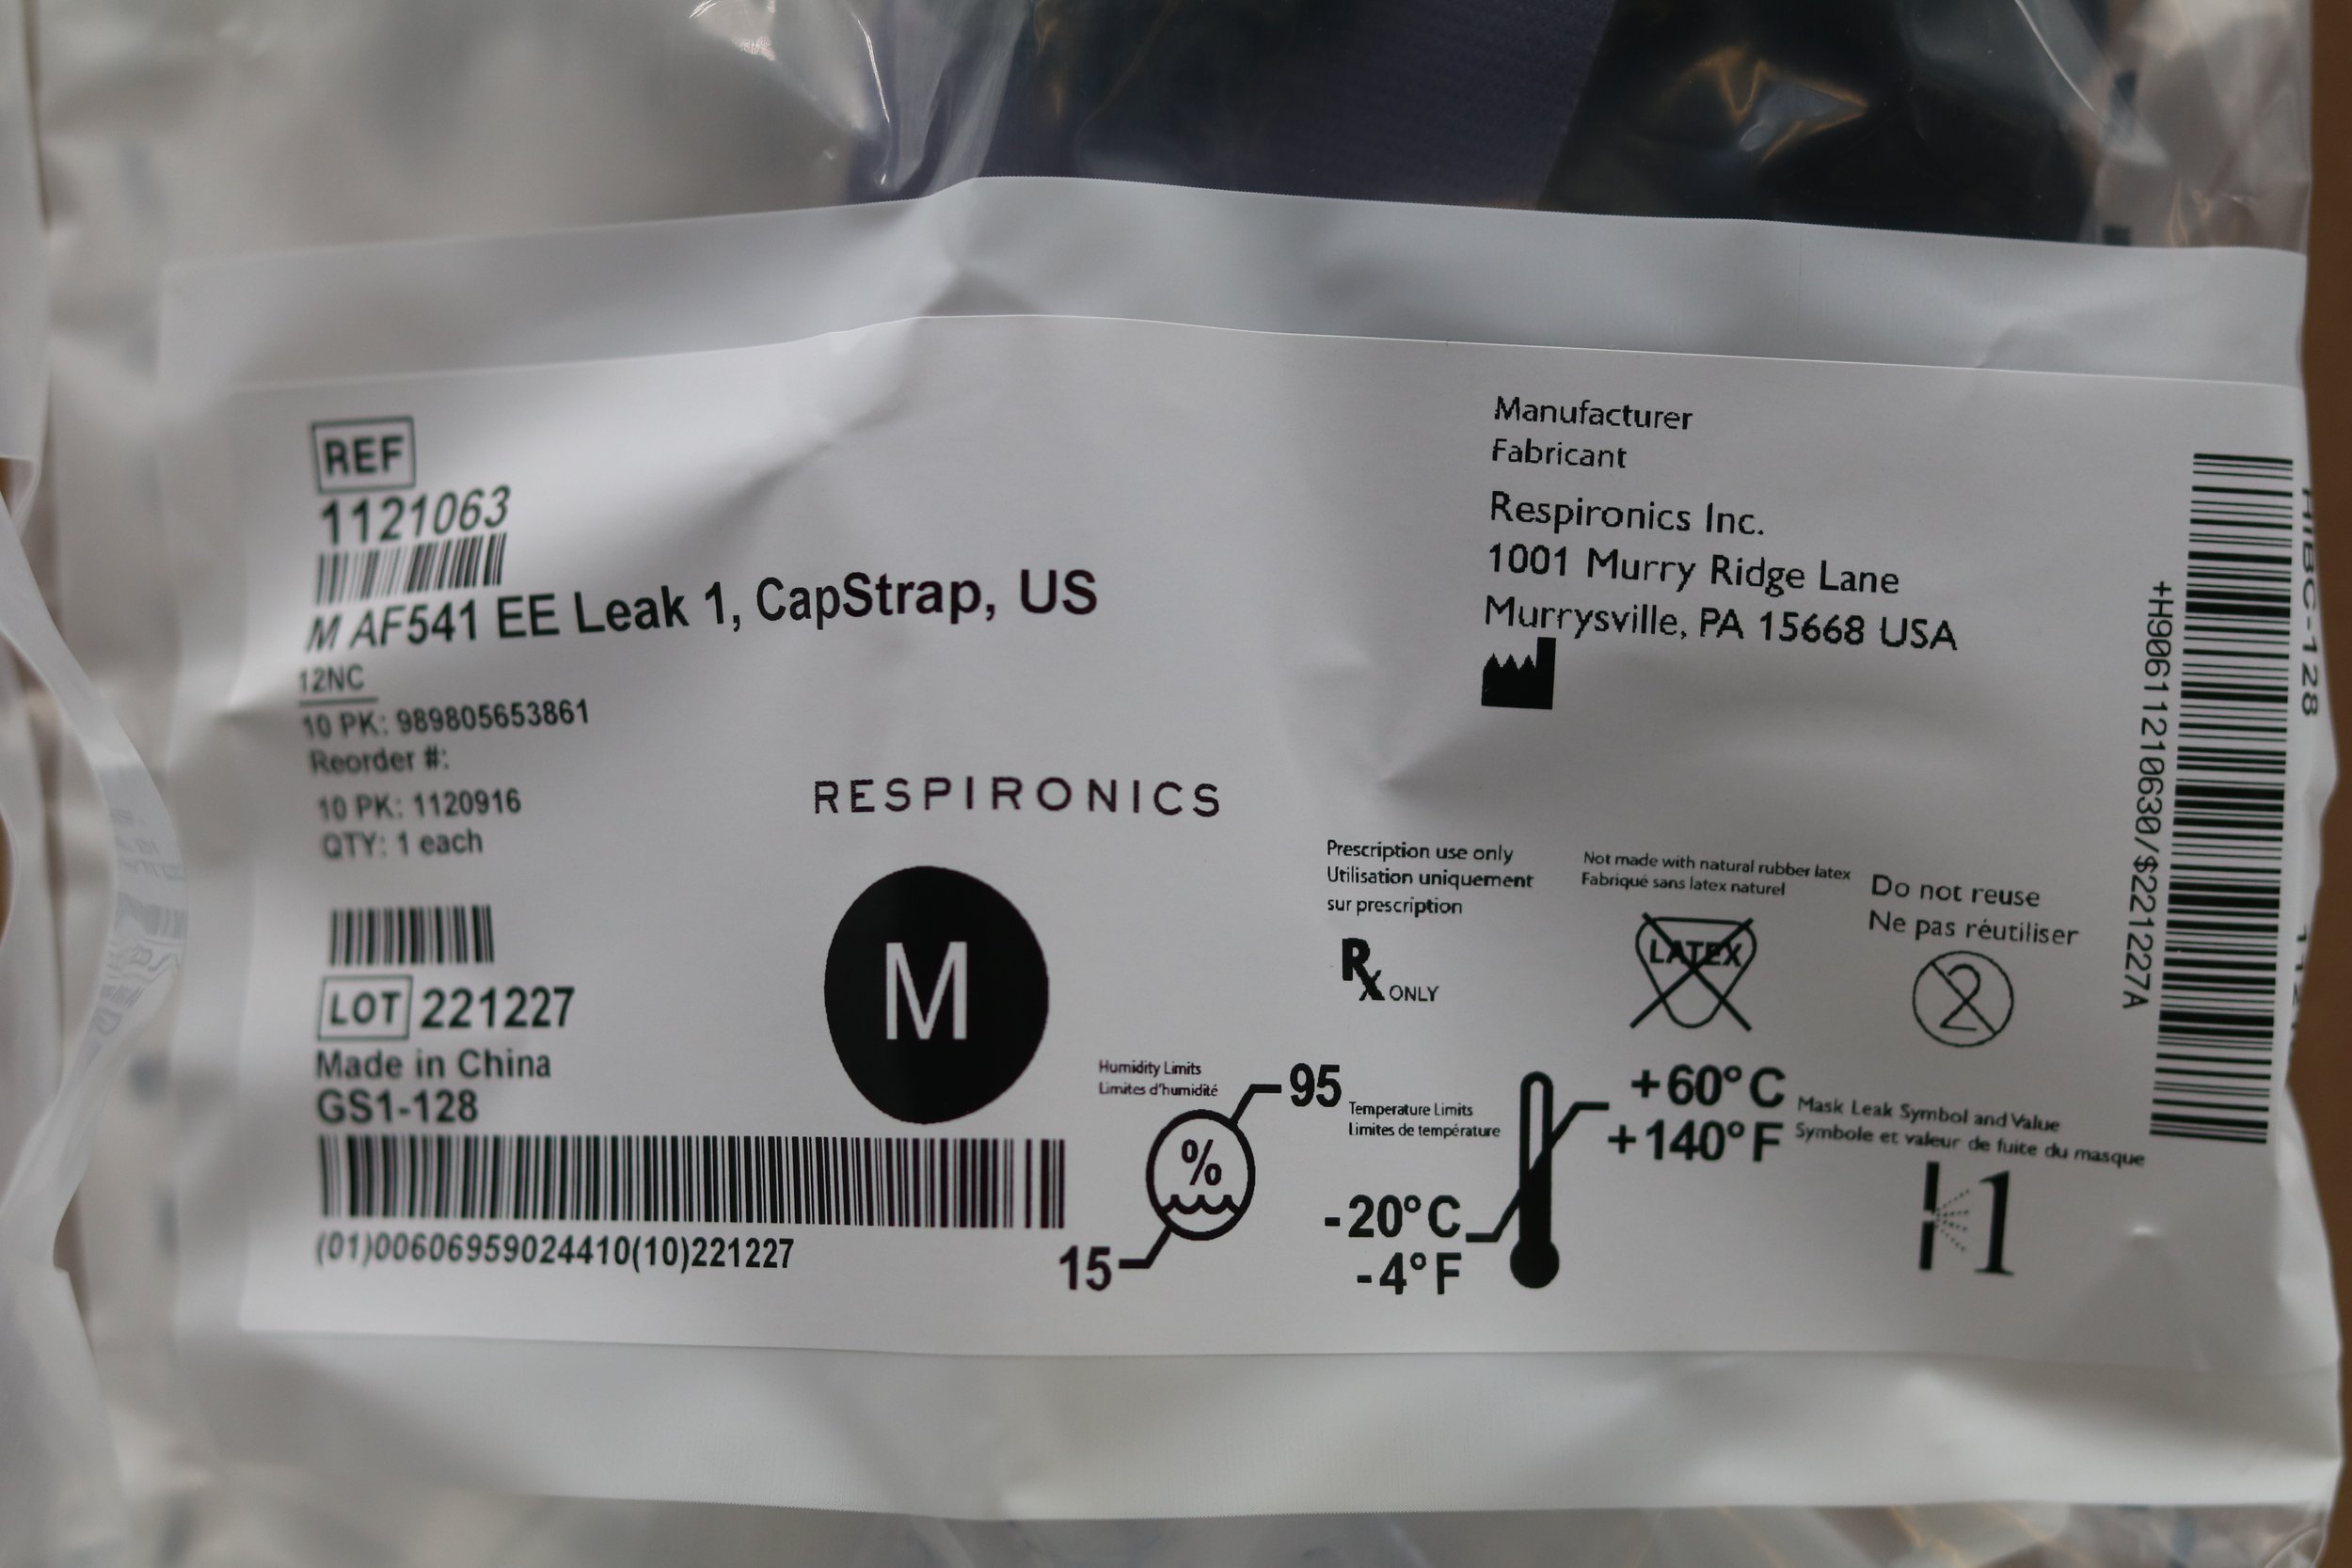 REF
1121063
M AF541 EE Leak 1, CapStrap, US
12NC
10 PK: 989805653861
Reorder #:
10 PK: 1120916
QTY: 1 each
LOT 221227
Made in China
GS1-128
(01)00606959024410(10)221227
RESPIRONICS
M
Manufacturer
Fabricant
Respironics Inc.
1001 Murry Ridge Lane
Murrysville, PA 15668 USA
Prescription use only
Utilisation uniquement
sur prescription
Rx ONLY
Not made with natural rubber latex
Fabriqué sans latex naturel
LATEX
Do not reuse
Ne pas réutiliser
2
Humidity Limits
Limites d'humidité
95
%
15
Temperature Limits
Limites de température
+60°C
+140°F
-20°C
-4°F
Mask Leak Symbol and Value
Symbole et valeur de fuite du masque
1
HIBC-128
+H90611210630/$221227A